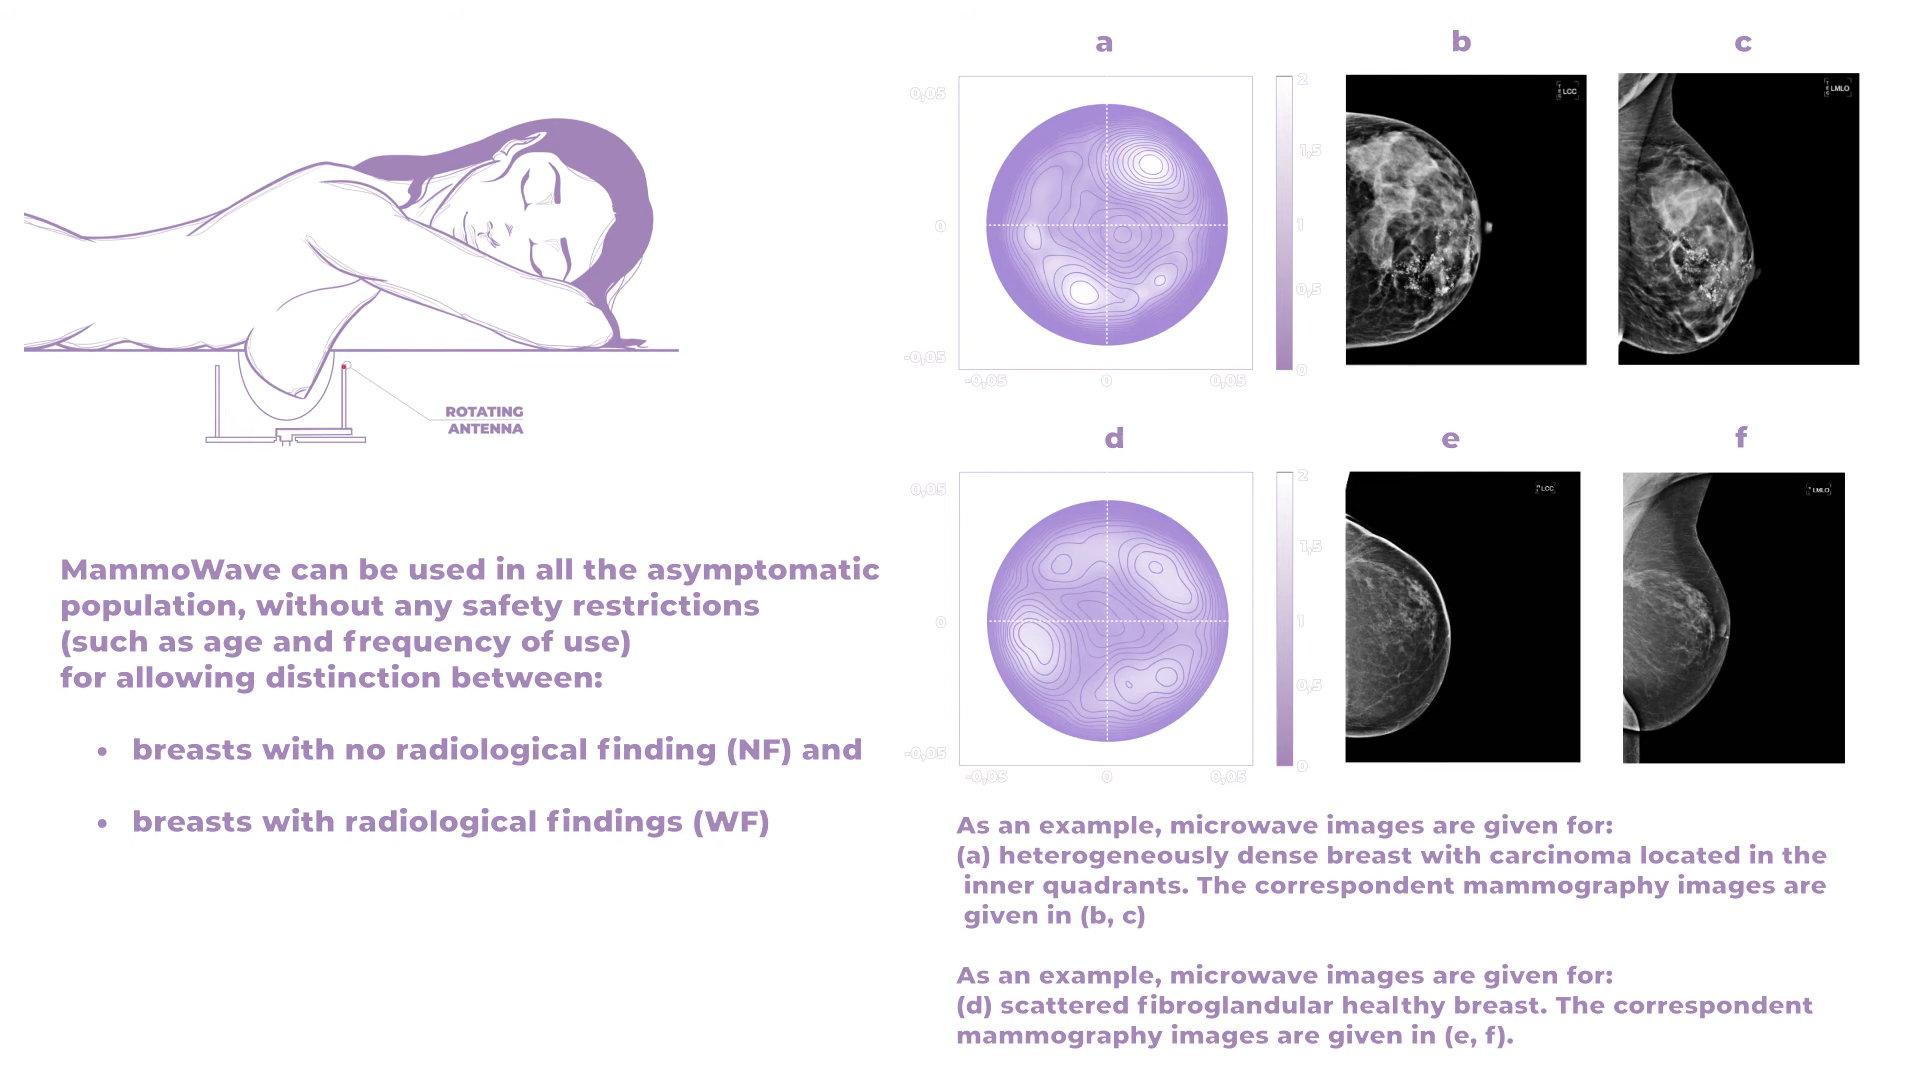 ROTATING
ANTENNA
MammoWave can be used in all the asymptomatic
population, without any safety restrictions
(such as age and frequency of use)
for allowing distinction between:
• breasts with no radiological finding (NF) and
• breasts with radiological findings (WF)
a
b
c
0,05
0
-0,05
-0,05
0
0,05
2
1,5
1
0,5
0
LCC
LMLO
d
e
f
0,05
0
-0,05
-0,05
0
0,05
2
1,5
1
0,5
0
LCC
LMLO
As an example, microwave images are given for:
(a) heterogeneously dense breast with carcinoma located in the
inner quadrants. The correspondent mammography images are
given in (b, c)
As an example, microwave images are given for:
(d) scattered fibroglandular healthy breast. The correspondent
mammography images are given in (e, f).